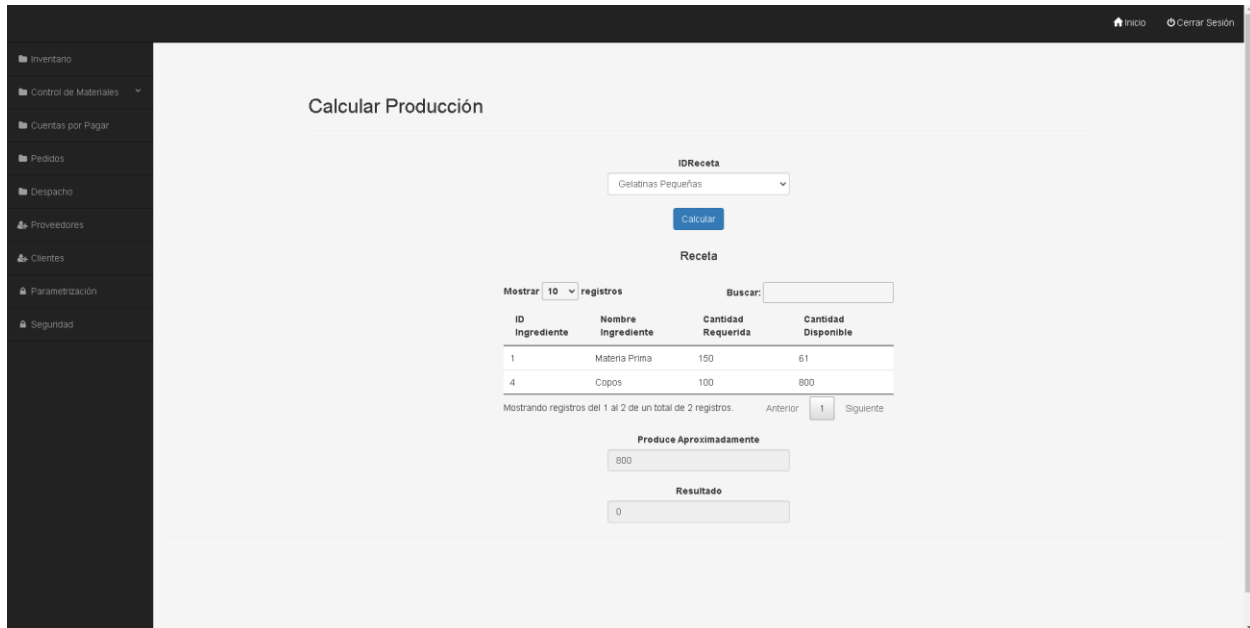 Inicio Cerrar Sesión
Inventario
Control de Materiales
Cuentas por Pagar
Pedidos
Despacho
Proveedores
Clientes
Parametrización
Seguridad
Calcular Producción
IDReceta
Gelatinas Pequeñas
Calcular
Receta
Mostrar 10 registros Buscar:
ID Ingrediente Nombre Ingrediente Cantidad Requerida Cantidad Disponible
1 Materia Prima 150 61
4 Copos 100 800
Mostrando registros del 1 al 2 de un total de 2 registros. Anterior 1 Siguiente
Produce Aproximadamente
800
Resultado
0